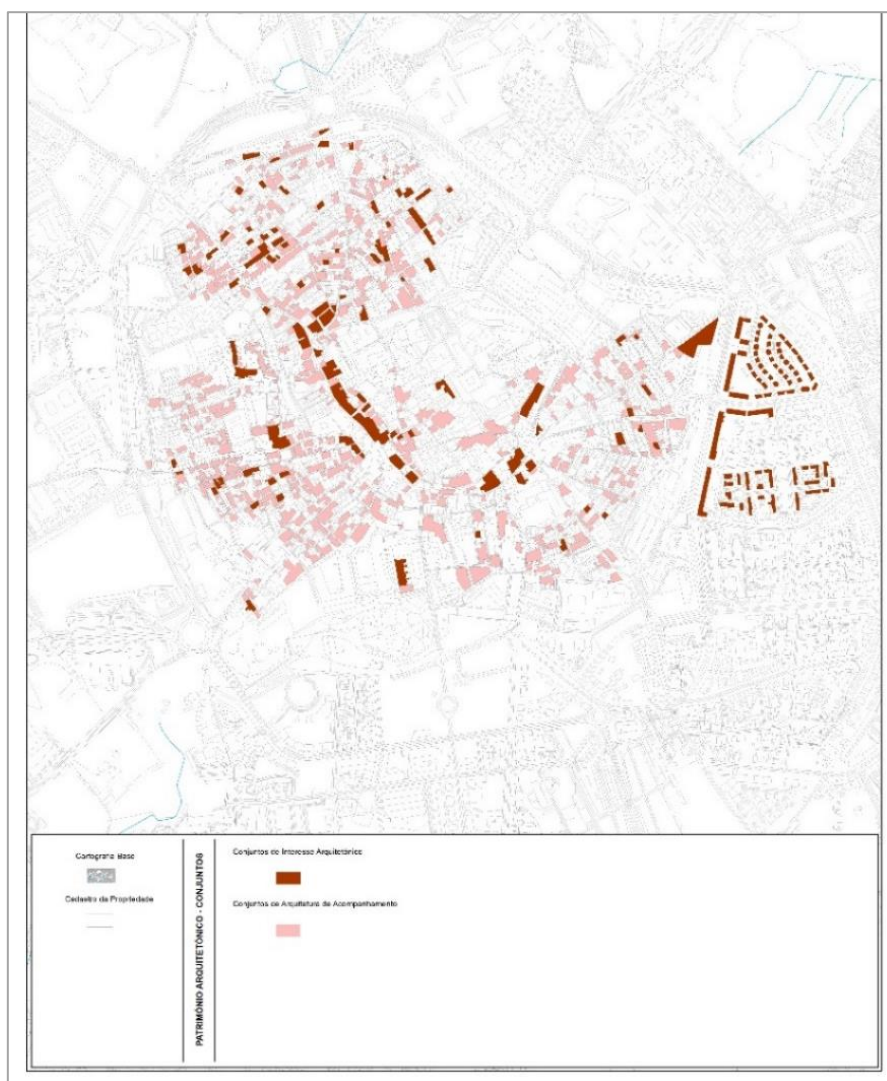 Cartografia Base
Cadastro da Propriedade
PATRIMÓNIO ARQUITETÓNICO - CONJUNTOS
Conjuntos de Interesse Arquitetónico
Conjuntos de Arquitetura de Acompanhamento